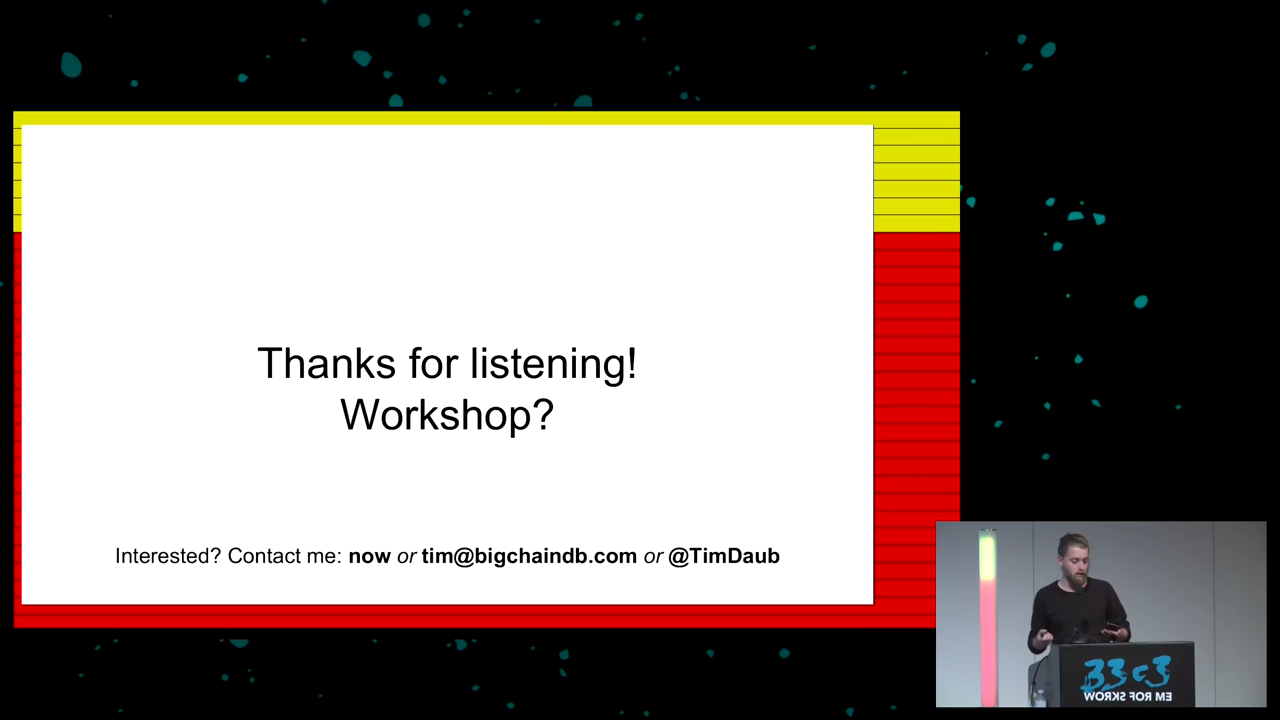 Thanks for listening!
Workshop?
Interested? Contact me: now or tim@bigchaindb.com or @TimDaub
33c3
WORKS FOR ME